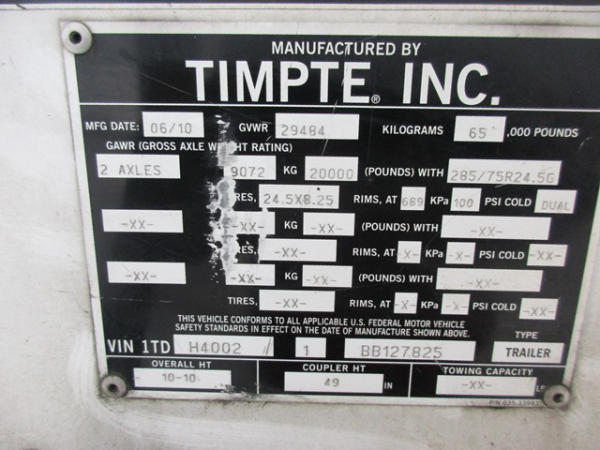 MANUFACTURED BY
TIMPTE® INC.
MFG DATE: 06/10 GVWR 29484 KILOGRAMS 65 ,000 POUNDS
GAWR (GROSS AXLE W HT RATING)
2 AXLES 9072 KG 20000 (POUNDS) WITH 285/75R24.5G
RES, 24.5X8.25 RIMS, AT 689 KPa 100 PSI COLD DUAL
-XX- -XX- KG -XX- (POUNDS) WITH -XX-
RES, -XX- RIMS, AT -X- KPa -X- PSI COLD -XX-
-XX- -XX- KG -XX- (POUNDS) WITH -XX-
TIRES, -XX- RIMS, AT -X- KPa -X- PSI COLD -XX-
THIS VEHICLE CONFORMS TO ALL APPLICABLE U.S. FEDERAL MOTOR VEHICLE
SAFETY STANDARDS IN EFFECT ON THE DATE OF MANUFACTURE SHOWN ABOVE.
TYPE
VIN 1TD H4002 / 1 BB127825 TRAILER
OVERALL HT COUPLER HT TOWING CAPACITY
10-10 49 IN -XX-